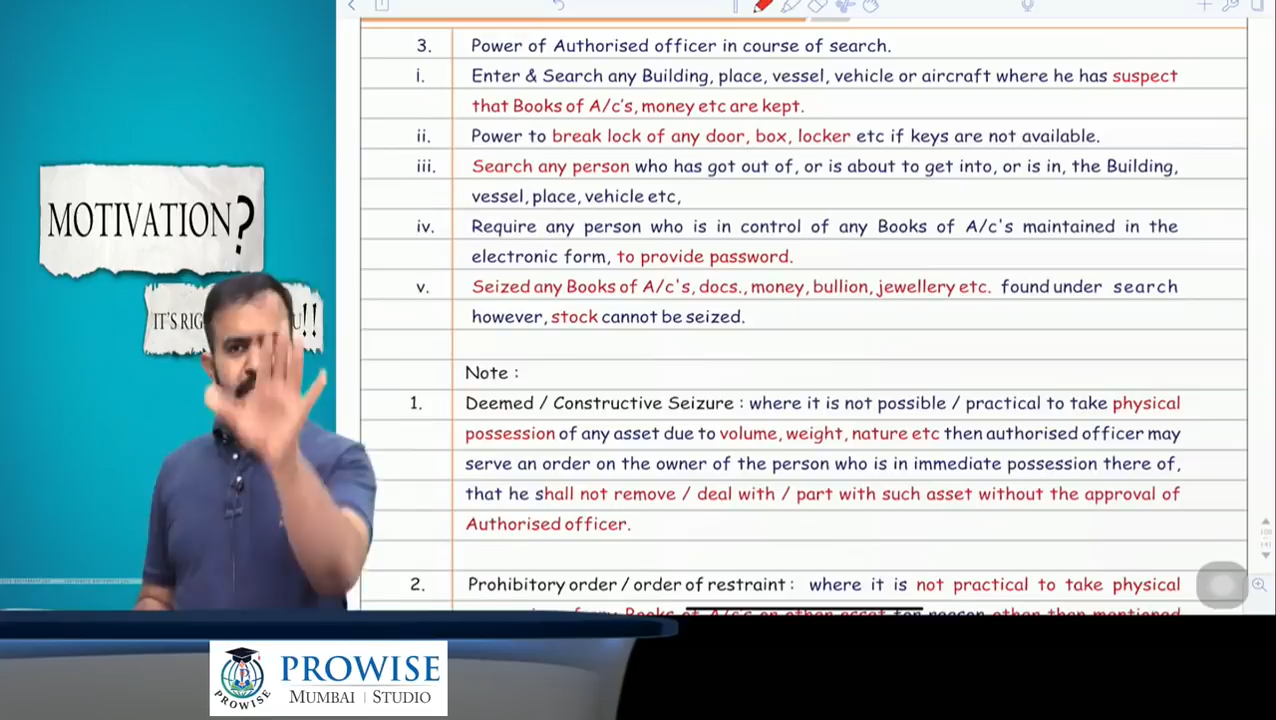 3. Power of Authorised officer in course of search.
i. Enter & Search any Building, place, vessel, vehicle or aircraft where he has suspect
that Books of A/c's, money etc are kept.
ii. Power to break lock of any door, box, locker etc if keys are not available.
iii. Search any person who has got out of, or is about to get into, or is in, the Building,
vessel, place, vehicle etc,
iv. Require any person who is in control of any Books of A/c's maintained in the
electronic form, to provide password.
v. Seized any Books of A/c's, docs., money, bullion, jewellery etc. found under search
however, stock cannot be seized.
Note :
1. Deemed / Constructive Seizure : where it is not possible / practical to take physical
possession of any asset due to volume, weight, nature etc then authorised officer may
serve an order on the owner of the person who is in immediate possession there of,
that he shall not remove / deal with / part with such asset without the approval of
Authorised officer.
2. Prohibitory order / order of restraint : where it is not practical to take physical
MOTIVATION?
IT'S RIG U!!
PROWISE
MUMBAI | STUDIO
PROWISE